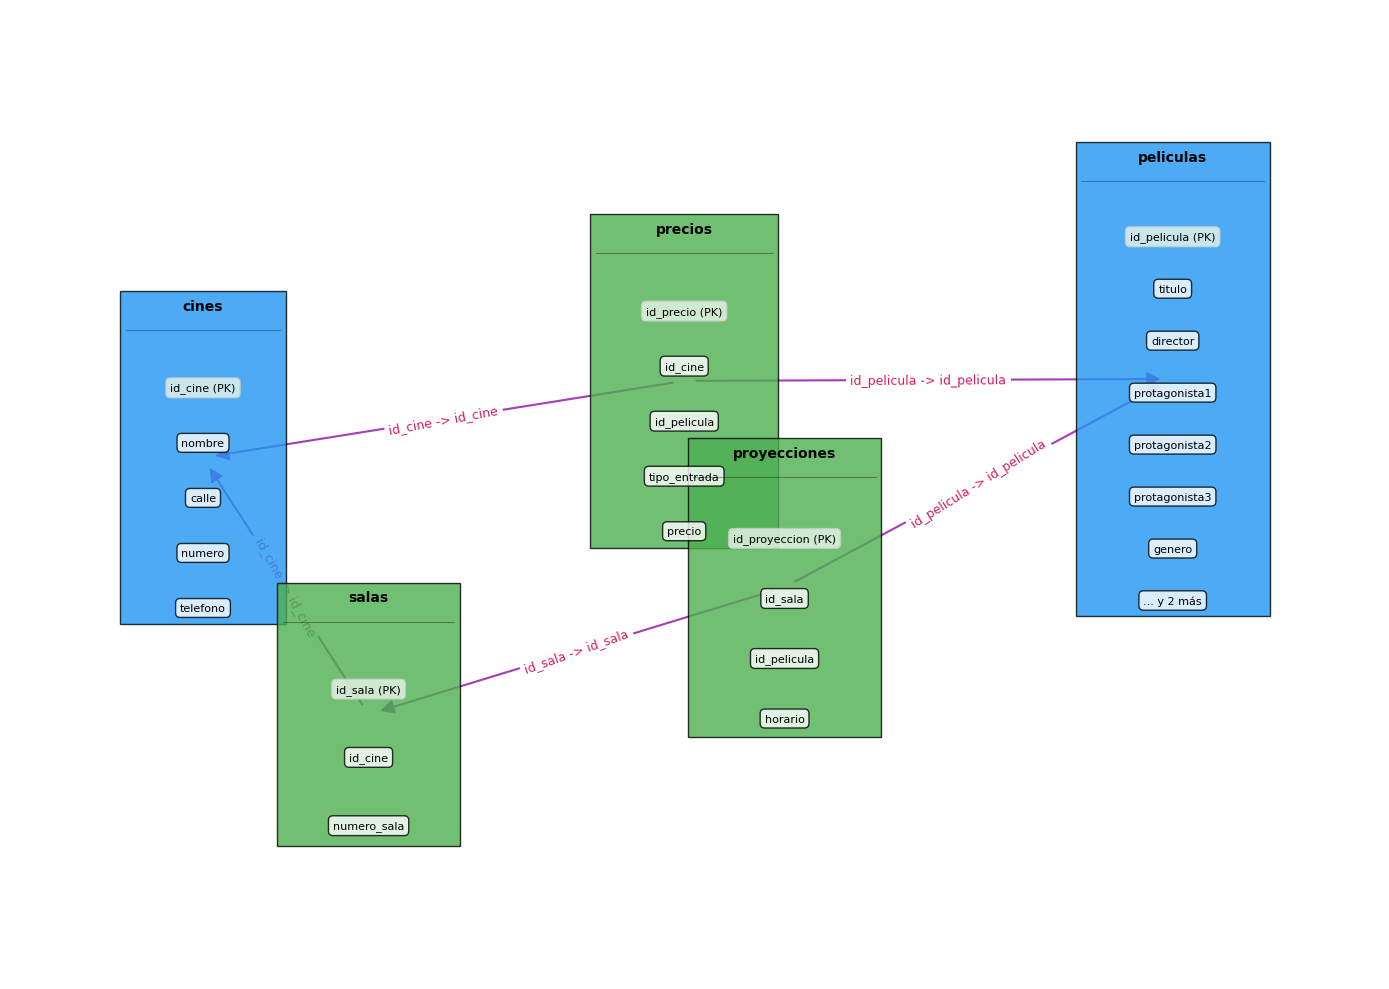 peliculas
id_pelicula (PK)
titulo
director
protagonista1
protagonista2
protagonista3
genero
... y 2 más
precios
id_precio (PK)
id_cine
id_pelicula
tipo_entrada
precio
cines
id_cine (PK)
nombre
calle
numero
telefono
proyecciones
id_proyeccion (PK)
id_sala
id_pelicula
horario
salas
id_sala (PK)
id_cine
numero_sala
id_cine -> id_cine
id_pelicula -> id_pelicula
id_pelicula -> id_pelicula
id_sala -> id_sala
id_cine -> id_cine